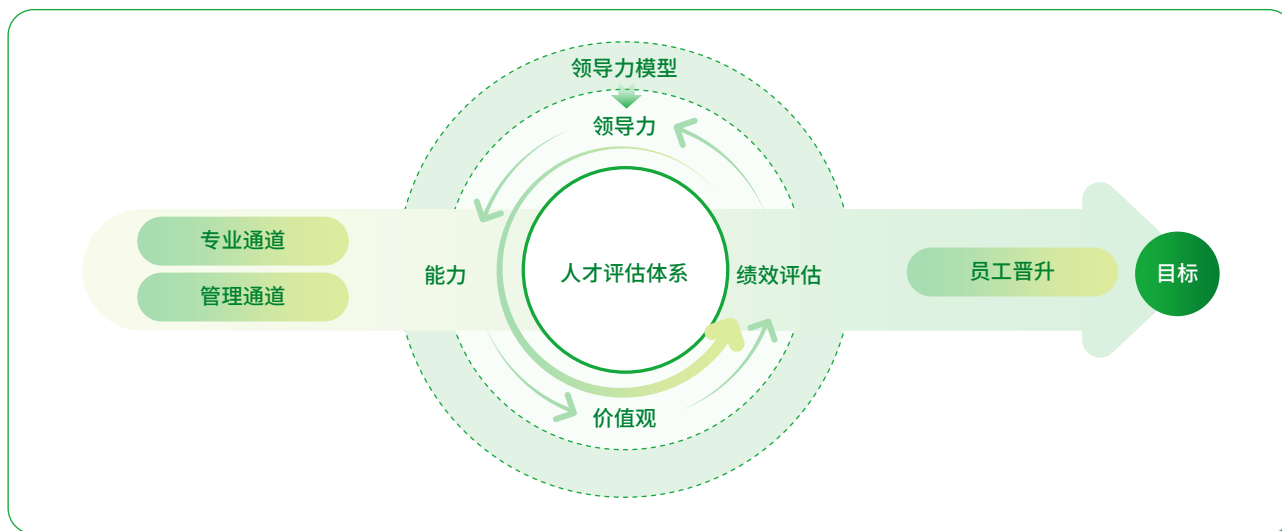 领导力模型
领导力
专业通道
管理通道
能力
人才评估体系
绩效评估
员工晋升
目标
价值观